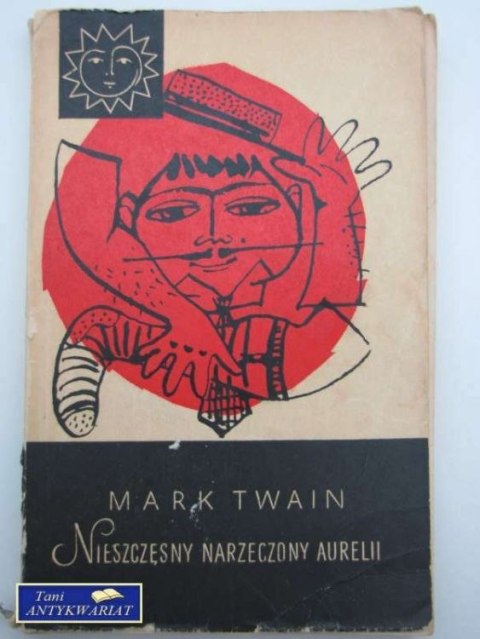 MARK TWAIN
NIESZCZĘSNY NARZECZONY AURELII
Tani
ANTYKWARIAT